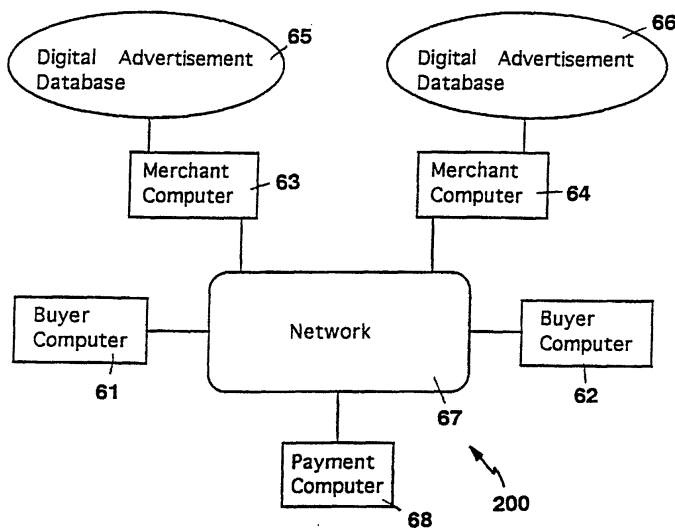 65
Digital Advertisement
Database
66
Digital Advertisement
Database
Merchant
Computer
63
Merchant
Computer
64
Buyer
Computer
61
Network
67
Buyer
Computer
62
Payment
Computer
68
200